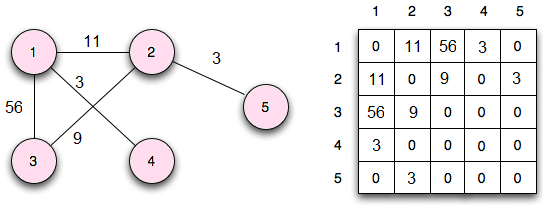 1 11 2
3
3
56
5
9
3 4
1 2 3 4 5
1 0 11 56 3 0
2 11 0 9 0 3
3 56 9 0 0 0
4 3 0 0 0 0
5 0 3 0 0 0